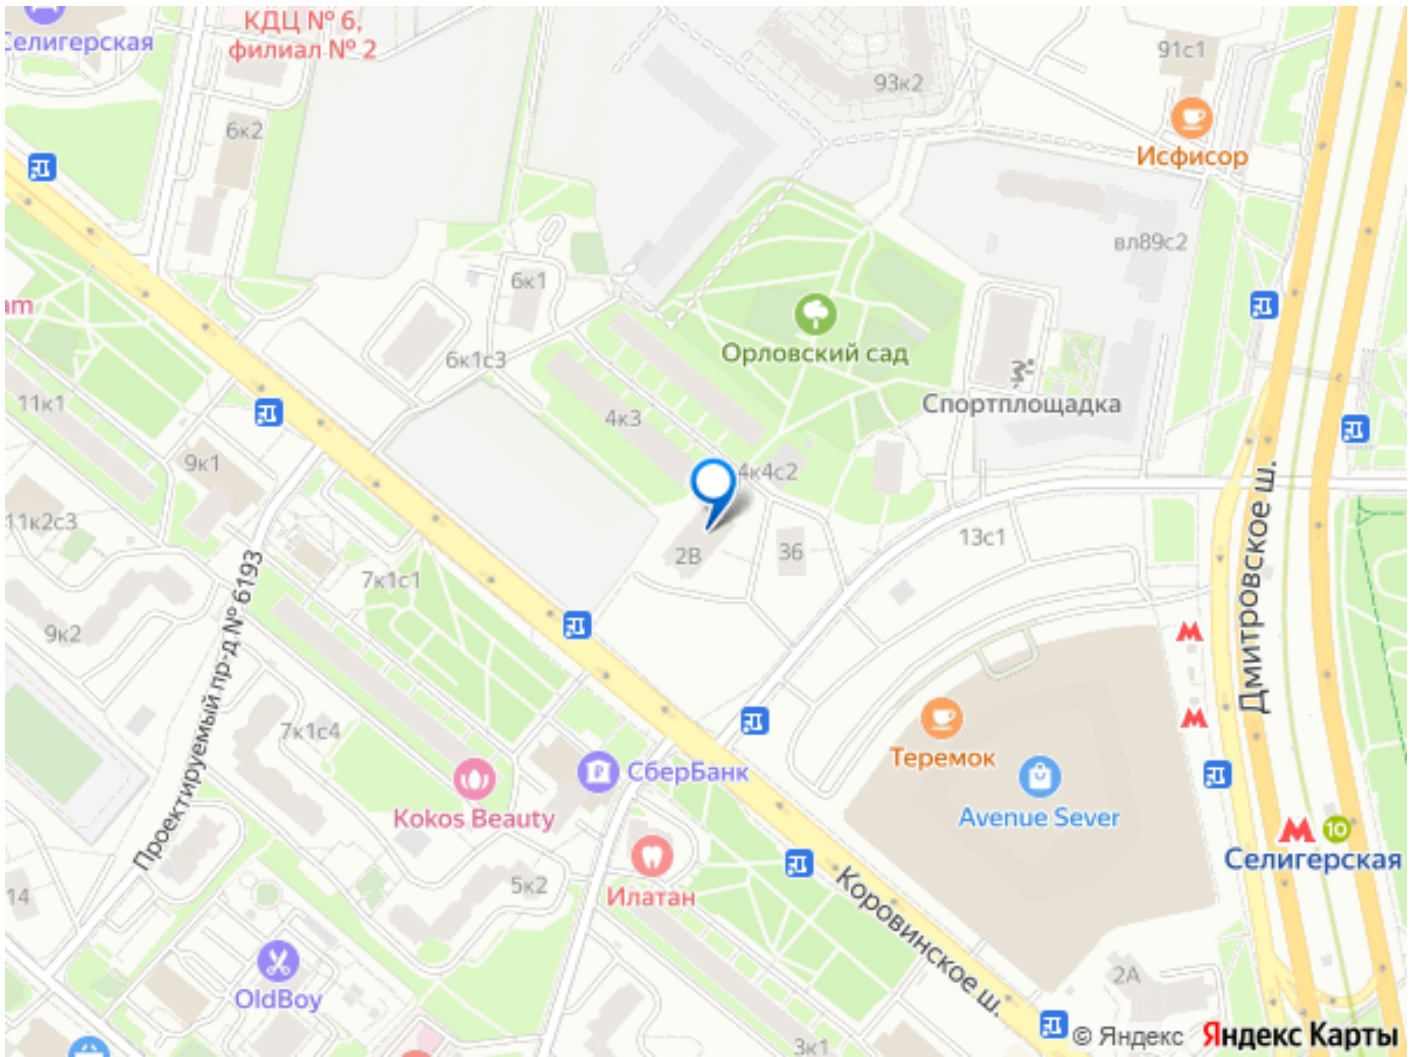 КДЦ № 6,
филиал № 2
Селигерская
93к2
91с1
6к2
Исфисор
вл89с2
6к1
am
Орловский сад
6к1с3
11к1
4к3
Спортплощадка
9к1
4к4с2
11к2с3
2В
36
13с1
7к1с1
Проектируемый пр-д № 6193
Дмитровское ш.
9к2
7к1с4
Теремок
СберБанк
Kokos Beauty
Avenue Sever
10
Селигерская
5к2
14
Илатан
Коровинское ш.
OldBoy
2А
3к1
© Яндекс Яндекс Карты